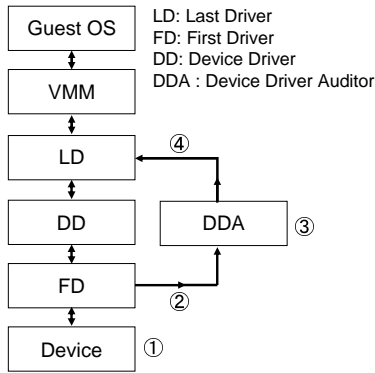 Guest OS
LD: Last Driver
FD: First Driver
DD: Device Driver
DDA : Device Driver Auditor
VMM
④
LD
DD
DDA
③
FD
②
Device
①